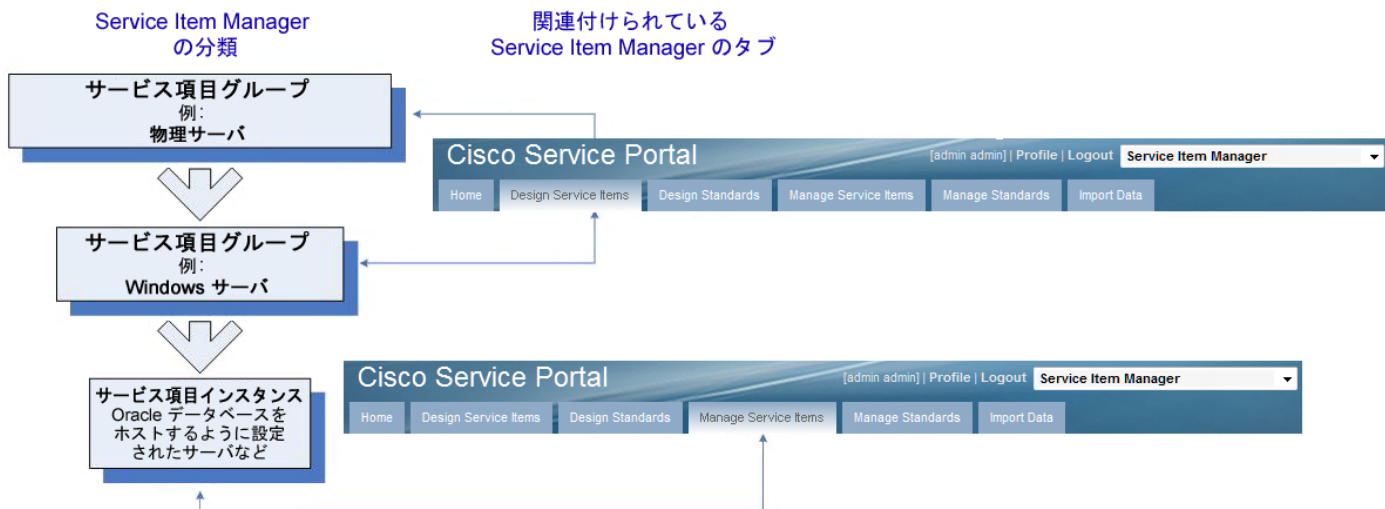 Service Item Manager
の分類
関連付けられている
Service Item Manager のタブ
サービス項目グループ
例:
物理サーバ
Cisco Service Portal
[admin admin] | Profile | Logout
Service Item Manager
Home
Design Service Items
Design Standards
Manage Service Items
Manage Standards
Import Data
サービス項目グループ
例:
Windows サーバ
サービス項目インスタンス
Oracle データベースを
ホストするように設定
されたサーバなど
Cisco Service Portal
[admin admin] | Profile | Logout
Service Item Manager
Home
Design Service Items
Design Standards
Manage Service Items
Manage Standards
Import Data